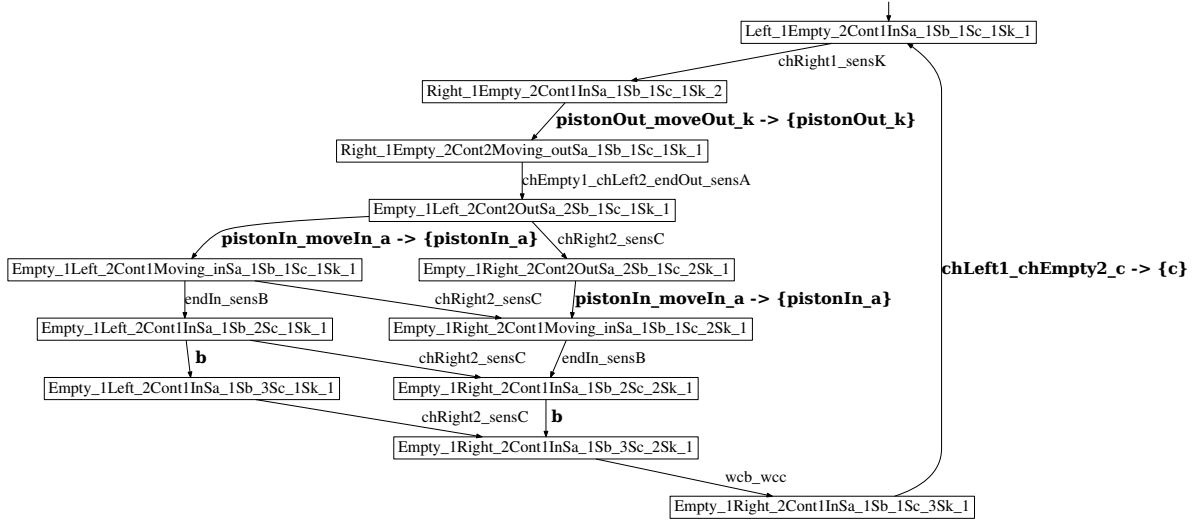 Left_1Empty_2Cont1InSa_1Sb_1Sc_1Sk_1
chRight1_sensK
Right_1Empty_2Cont1InSa_1Sb_1Sc_1Sk_2
pistonOut_moveOut_k -> {pistonOut_k}
Right_1Empty_2Cont2Moving_outSa_1Sb_1Sc_1Sk_1
chEmpty1_chLeft2_endOut_sensA
Empty_1Left_2Cont2OutSa_2Sb_1Sc_1Sk_1
pistonIn_moveIn_a -> {pistonIn_a}
chRight2_sensC
Empty_1Left_2Cont1Moving_inSa_1Sb_1Sc_1Sk_1
Empty_1Right_2Cont2OutSa_2Sb_1Sc_2Sk_1
chLeft1_chEmpty2_c -> {c}
endIn_sensB
chRight2_sensC
pistonIn_moveIn_a -> {pistonIn_a}
Empty_1Left_2Cont1InSa_1Sb_2Sc_1Sk_1
Empty_1Right_2Cont1Moving_inSa_1Sb_1Sc_2Sk_1
b
chRight2_sensC
endIn_sensB
Empty_1Left_2Cont1InSa_1Sb_3Sc_1Sk_1
Empty_1Right_2Cont1InSa_1Sb_2Sc_2Sk_1
chRight2_sensC
b
Empty_1Right_2Cont1InSa_1Sb_3Sc_2Sk_1
wcb_wcc
Empty_1Right_2Cont1InSa_1Sb_1Sc_3Sk_1